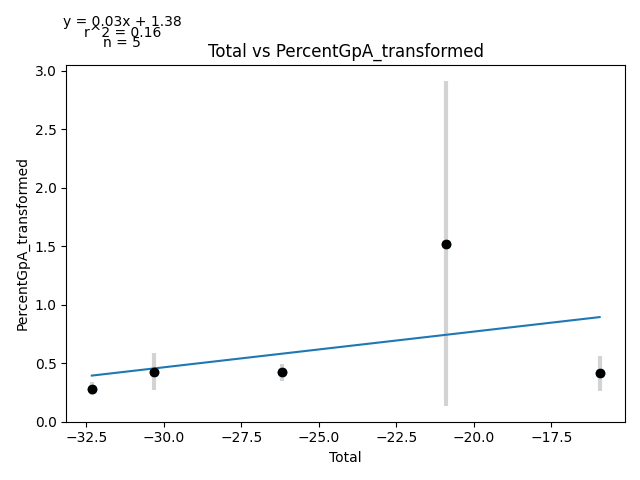 y = 0.03x + 1.38
r^2 = 0.16
n = 5
Total vs PercentGpA_transformed
PercentGpA_transformed
3.0
2.5
2.0
1.5
1.0
0.5
0.0
−32.5 −30.0 −27.5 −25.0 −22.5 −20.0 −17.5
Total